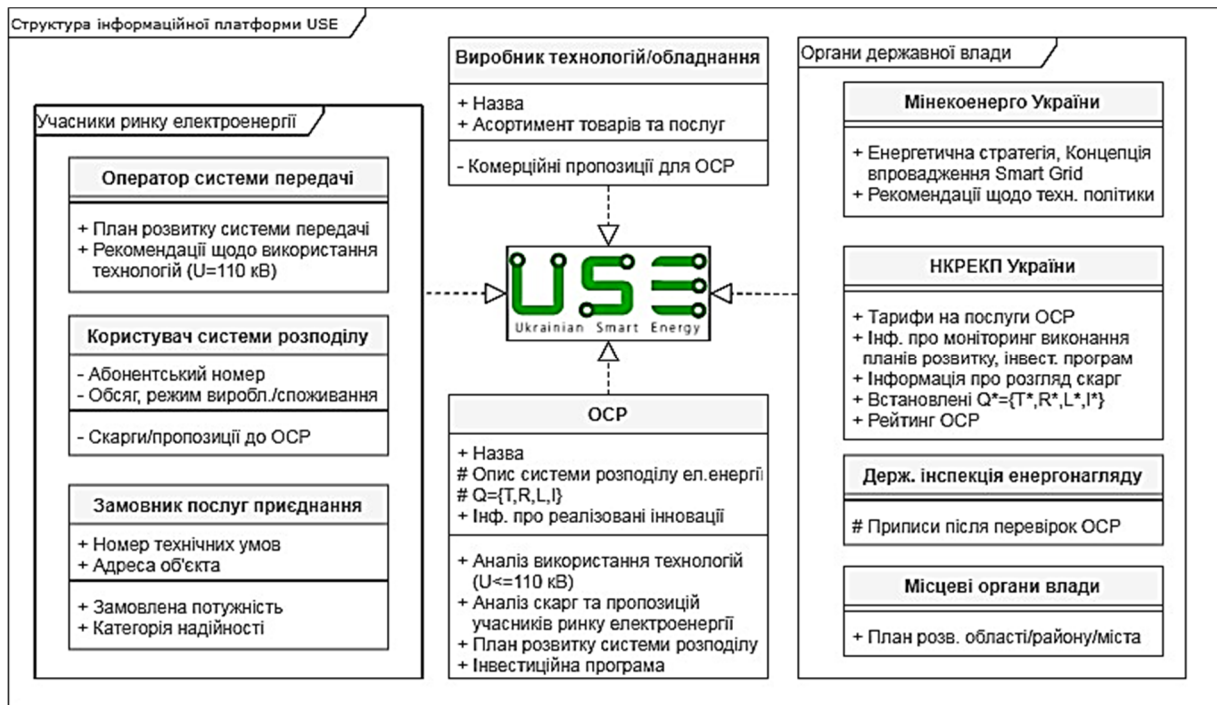 Структура інформаційної платформи USE
Учасники ринку електроенергії
Оператор системи передачі
+ План розвитку системи передачі
+ Рекомендації щодо використання
технологій (U=110 кВ)
Користувач системи розподілу
- Абонентський номер
- Обсяг, режим виробл./споживання
- Скарги/пропозиції до ОСР
Замовник послуг приєднання
+ Номер технічних умов
+ Адреса об'єкта
+ Замовлена потужність
+ Категорія надійності
Виробник технологій/обладнання
+ Назва
+ Асортимент товарів та послуг
- Комерційні пропозиції для ОСР
USE
Ukrainian Smart Energy
ОСР
+ Назва
# Опис системи розподілу ел.енергії
# Q={T,R,L,I}
+ Інф. про реалізовані інновації
+ Аналіз використання технологій
(U<=110 кВ)
+ Аналіз скарг та пропозицій
учасників ринку електроенергії
+ План розвитку системи розподілу
+ Інвестиційна програма
Органи державної влади
Мінекоенерго України
+ Енергетична стратегія, Концепція
впровадження Smart Grid
+ Рекомендації щодо техн. політики
НКРЕКП України
+ Тарифи на послуги ОСР
+ Інф. про моніторинг виконання
планів розвитку, інвест. програм
+ Інформація про розгляд скарг
+ Встановлені Q*={T*,R*,L*,I*}
+ Рейтинг ОСР
Держ. інспекція енергонагляду
# Приписи після перевірок ОСР
Місцеві органи влади
+ План розв. області/району/міста